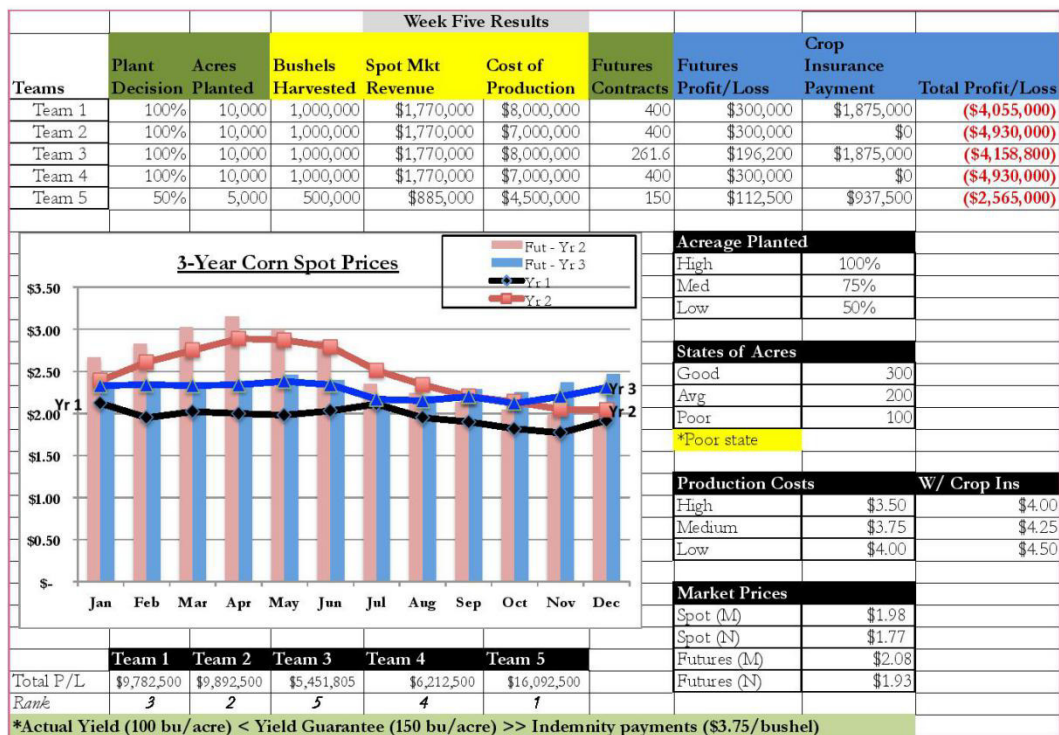 Week Five Results
Teams Plant Decision Acres Planted Bushels Harvested Spot Mkt Revenue Cost of Production Futures Contracts Futures Profit/Loss Crop Insurance Payment Total Profit/Loss
Team 1 100% 10,000 1,000,000 $1,770,000 $8,000,000 400 $300,000 $1,875,000 ($4,055,000)
Team 2 100% 10,000 1,000,000 $1,770,000 $7,000,000 400 $300,000 $0 ($4,930,000)
Team 3 100% 10,000 1,000,000 $1,770,000 $8,000,000 261.6 $196,200 $1,875,000 ($4,158,800)
Team 4 100% 10,000 1,000,000 $1,770,000 $7,000,000 400 $300,000 $0 ($4,930,000)
Team 5 50% 5,000 500,000 $885,000 $4,500,000 150 $112,500 $937,500 ($2,565,000)
3-Year Corn Spot Prices
Fut - Yr 2
Fut - Yr 3
Yr 1
Yr 2
$3.50
$3.00
$2.50
$2.00
$1.50
$1.00
$0.50
$-
Yr 1
Yr 3
Yr 2
Jan Feb Mar Apr May Jun Jul Aug Sep Oct Nov Dec
Acreage Planted
High 100%
Med 75%
Low 50%
States of Acres
Good 300
Avg 200
Poor 100
*Poor state
Production Costs W/ Crop Ins
High $3.50 $4.00
Medium $3.75 $4.25
Low $4.00 $4.50
Market Prices
Spot (M) $1.98
Spot (N) $1.77
Futures (M) $2.08
Futures (N) $1.93
Team 1 Team 2 Team 3 Team 4 Team 5
Total P/L $9,782,500 $9,892,500 $5,451,805 $6,212,500 $16,092,500
Rank 3 2 5 4 1
*Actual Yield (100 bu/acre) < Yield Guarantee (150 bu/acre) >> Indemnity payments ($3.75/bushel)